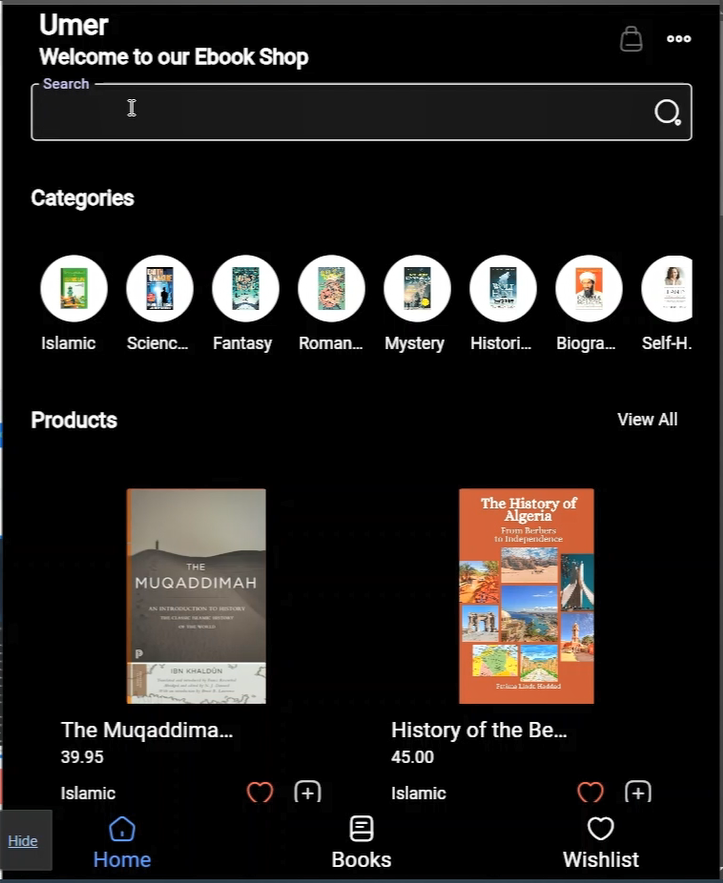 Umer
Welcome to our Ebook Shop
Search
Categories
Islamic
Scienc...
Fantasy
Roman...
Mystery
Histori...
Biogra...
Self-H.
Products
View All
THE
MUQADDIMAH
AN INTRODUCTION TO HISTORY
THE CLASSIC ISLAMIC HISTORY
OF THE WORLD
IBN KHALDÛN
The History of
Algeria
From Berbers
to Independence
Felicia Linda Haddad
The Muqaddima...
39.95
Islamic
History of the Be...
45.00
Islamic
Hide
Home
Books
Wishlist